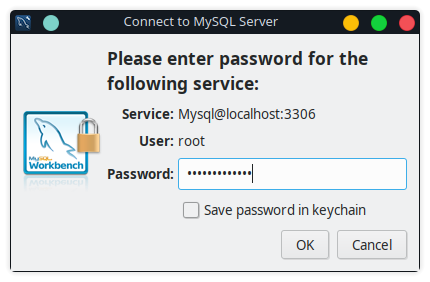 Connect to MySQL Server
Please enter password for the
following service:
Service: Mysql@localhost:3306
User: root
Password: •••••••••••••
MySQL
Workbench
Save password in keychain
OK Cancel